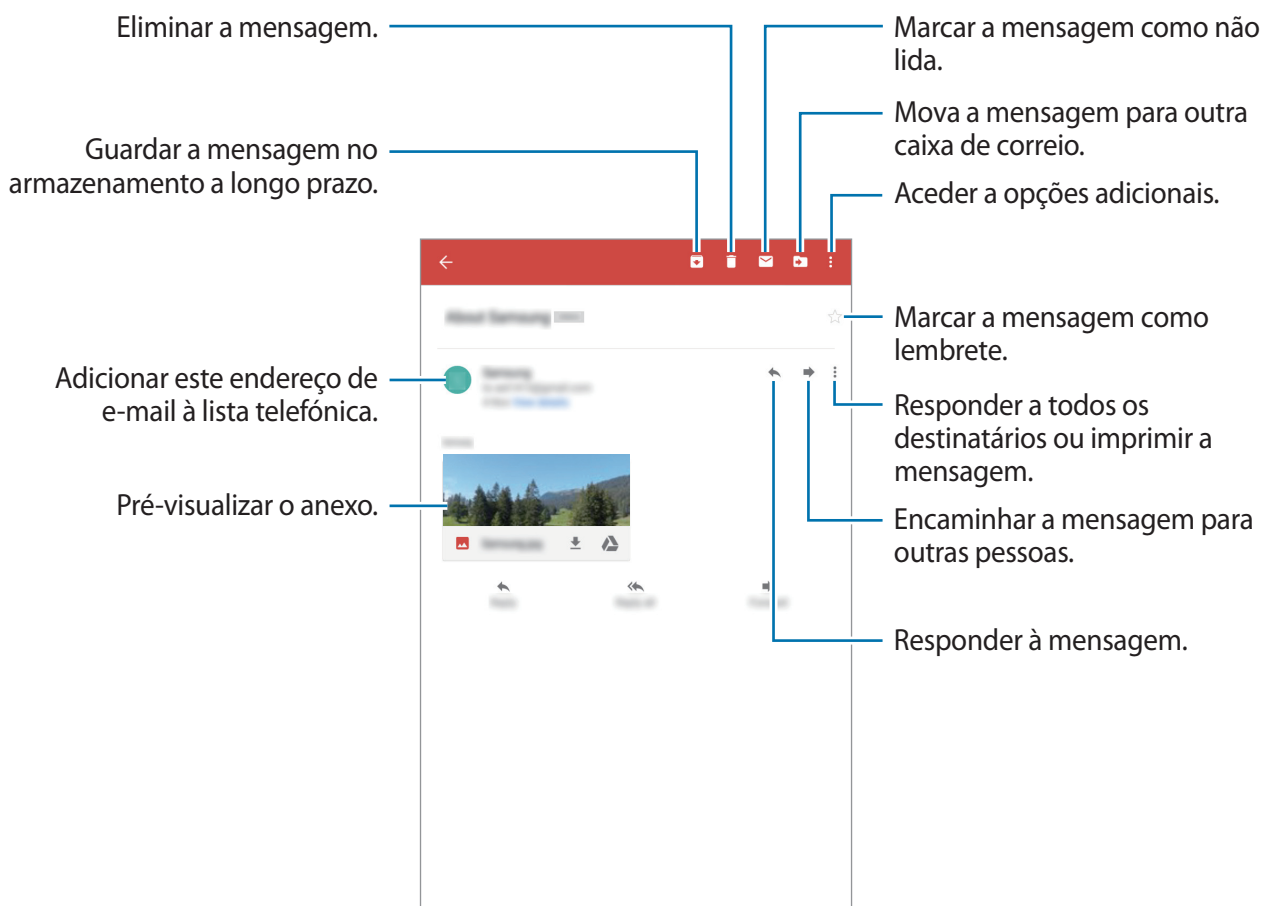 Eliminar a mensagem.
Guardar a mensagem no
armazenamento a longo prazo.
Marcar a mensagem como não
lida.
Mova a mensagem para outra
caixa de correio.
Aceder a opções adicionais.
Marcar a mensagem como
lembrete.
Adicionar este endereço de
e-mail à lista telefónica.
Pré-visualizar o anexo.
Responder a todos os
destinatários ou imprimir a
mensagem.
Encaminhar a mensagem para
outras pessoas.
Responder à mensagem.